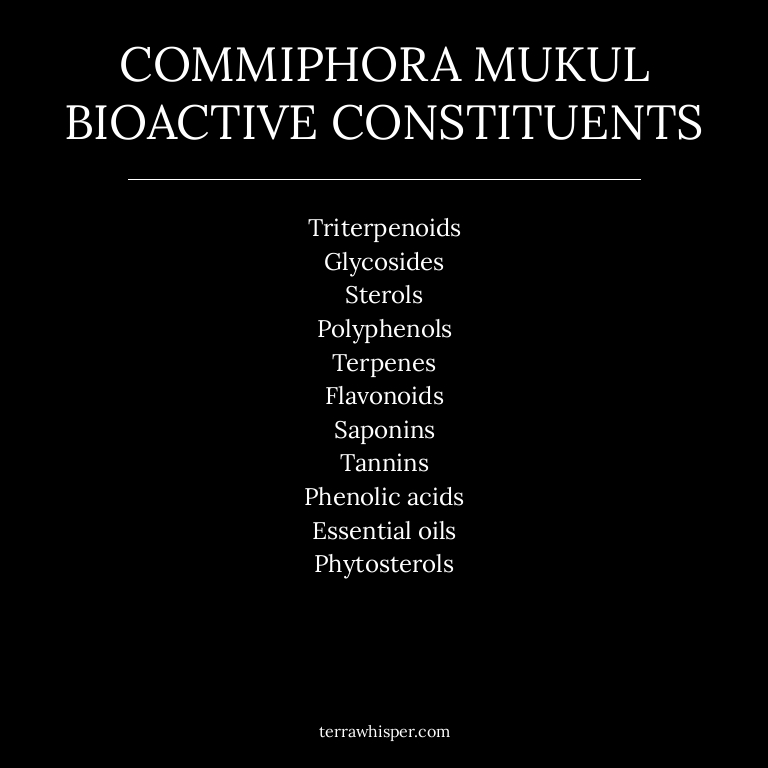 COMMIPHORA MUKUL
BIOACTIVE CONSTITUENTS
Triterpenoids
Glycosides
Sterols
Polyphenols
Terpenes
Flavonoids
Saponins
Tannins
Phenolic acids
Essential oils
Phytosterols
terrawhisper.com